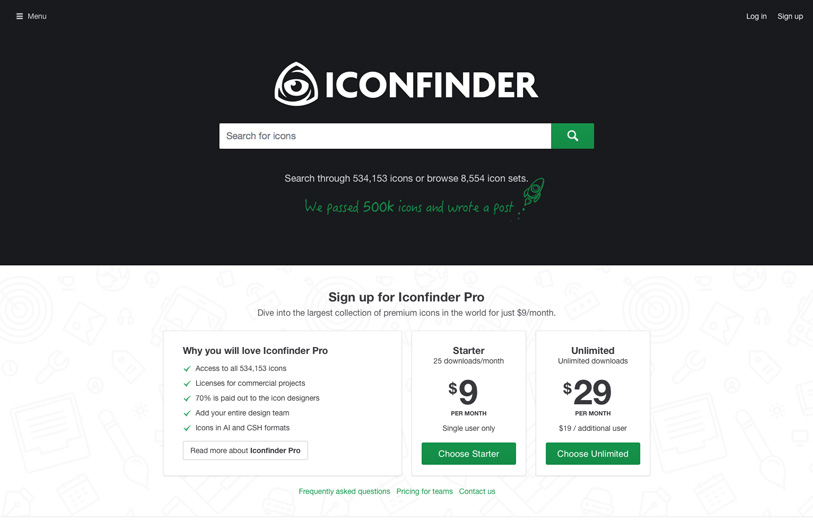 Menu
Log in Sign up
ICONFINDER
Search for icons
Search through 534,153 icons or browse 8,554 icon sets.
We passed 500k icons and wrote a post
Sign up for Iconfinder Pro
Dive into the largest collection of premium icons in the world for just $9/month.
Why you will love Iconfinder Pro
Access to all 534,153 icons
Licenses for commercial projects
70% is paid out to the icon designers
Add your entire design team
Icons in AI and CSH formats
Read more about Iconfinder Pro
Starter
25 downloads/month
$9
PER MONTH
Single user only
Choose Starter
Unlimited
Unlimited downloads
$29
PER MONTH
$19 / additional user
Choose Unlimited
Frequently asked questions Pricing for teams Contact us